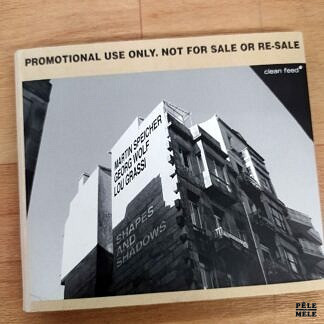 PROMOTIONAL USE ONLY. NOT FOR SALE OR RE-SALE
clean feed
MARTIN SPEICHER
GEORG WOLF
LOU GRASSI
SHAPES
AND
SHADOWS
PÊLE
MÊLE